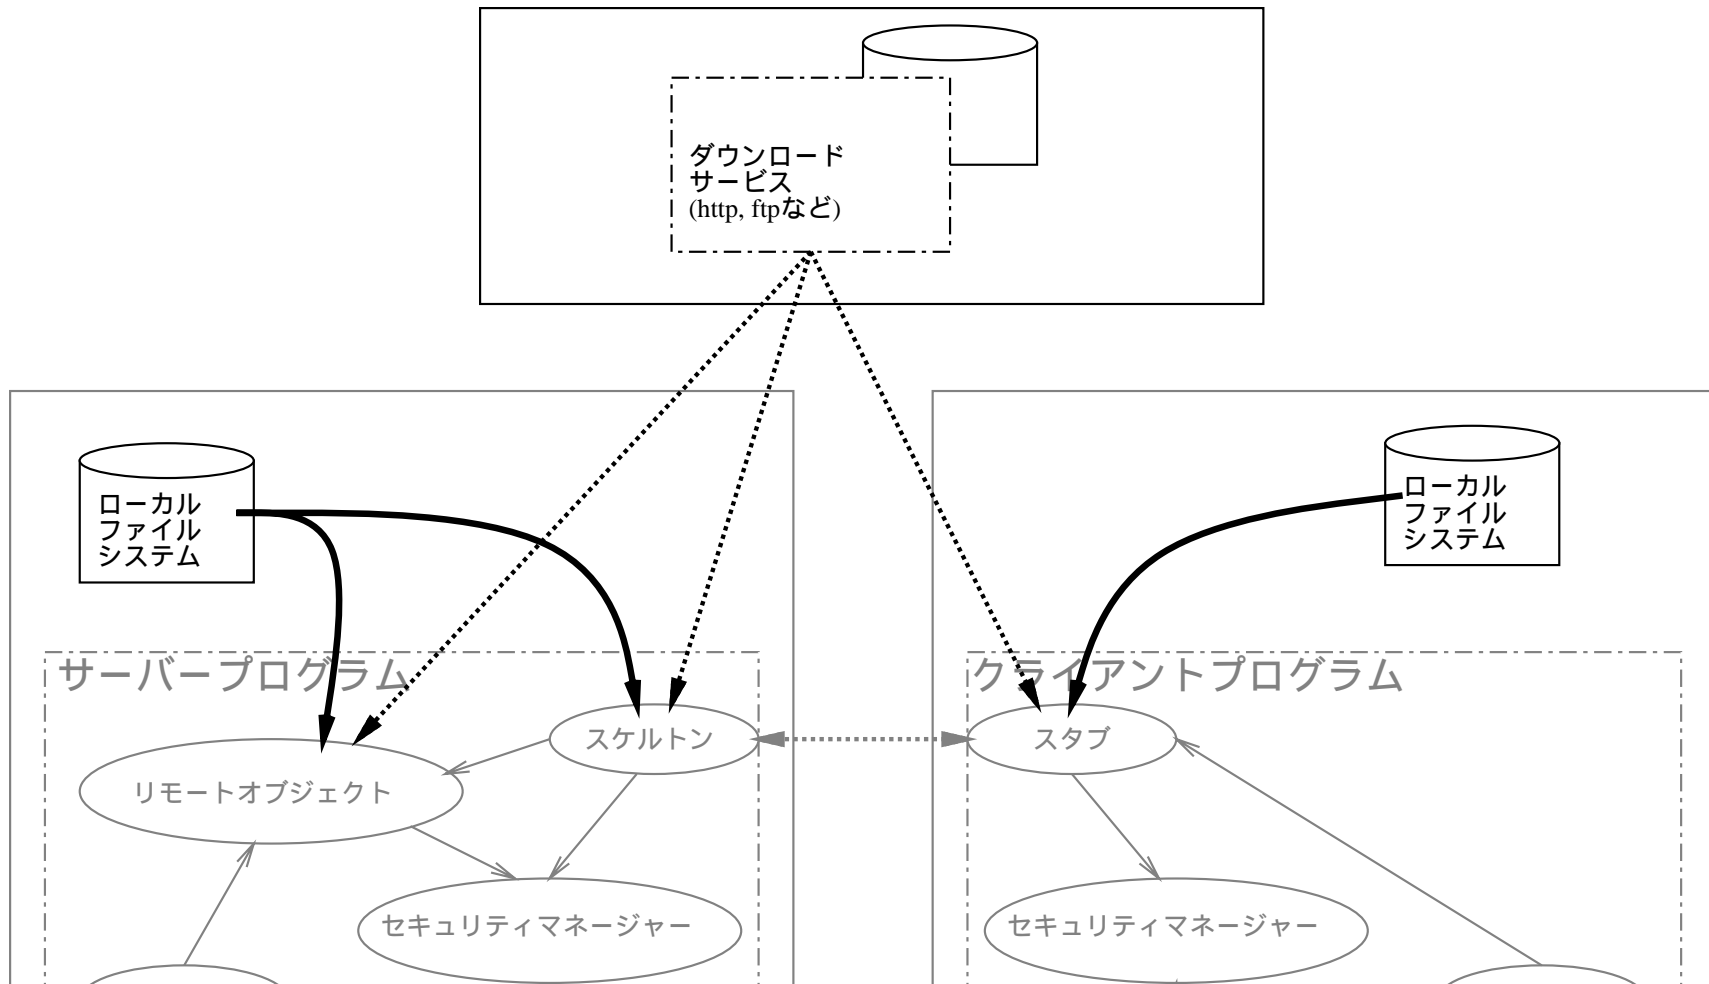 ダウンロード
サービス
(http, ftpなど)
ローカル
ファイル
システム
ローカル
ファイル
システム
サーバープログラム
クライアントプログラム
スケルトン
スタブ
リモートオブジェクト
セキュリティマネージャー
セキュリティマネージャー